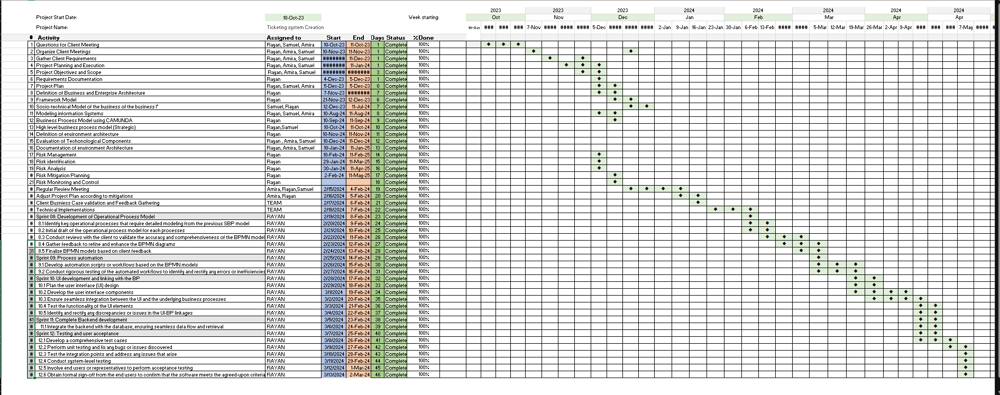 2023 2023 2023 2024 2024 2024 2024 2024
Project Start Date: 10-Oct-23 Week starting: Oct Nov Dec Jan Feb Mar Apr Apr
Project Name: Ticketing system Creation 10-Oct ### ### ### 7-Nov #### #### #### 5-Dec #### #### #### 2-Jan 9-Jan 16-Jan 23-Jan 30-Jan 6-Feb 13-Feb #### #### 5-Mar 12-Mar 19-Mar 26-Mar 2-Apr 9-Apr ### ### ### 7-May ####
# Activity Assigned to Start End Days Status %Done
1 Questions for Client Meeting Rayan, Samuel, Amira 10-Oct-23 11-Oct-23 1 Complete 100%
2 Organize Client Meetings Rayan, Amira, Samuel 10-Nov-23 11-Nov-23 1 Complete 100%
3 Gather Client Requirements Rayan, Amira, Samuel ####### 11-Dec-23 1 Complete 100%
4 Project Planning and Execution Rayan, Amira, Samuel ####### 11-Jan-24 1 Complete 100%
5 Project Objectives and Scope Rayan, Amira, Samuel ####### ####### 3 Complete 100%
6 Requirements Documentation Rayan 4-Dec-23 5-Dec-23 1 Complete 100%
7 Project Plan Rayan, Samuel, Amira 5-Dec-23 5-Dec-23 0 Complete 100%
8 Definition of Business and Enterprise Architecture Rayan 7-Nov-23 ####### 7 Complete 100%
9 Framework Model Rayan 21-Nov-23 12-Dec-23 6 Complete 100%
10 Socio-technical Model of the business of the business I" Samuel, Rayan 12-Dec-23 11-Jul-24 7 Complete 100%
11 Modeling information Systems Rayan, Samuel, Amira 10-Aug-24 11-Aug-24 8 Complete 100%
12 Business Process Model using CAMUNDA Rayan 10-Sep-24 11-Sep-24 9 Complete 100%
13 High level business process model (Strategic) Rayan,Samuel 10-Oct-24 11-Oct-24 10 Complete 100%
14 Definition of environment architecture Rayan 10-Nov-24 11-Nov-24 11 Complete 100%
15 Evaluation of Techonological Components Rayan , Amira, Samuel 10-Dec-24 11-Dec-24 12 Complete 100%
16 Documentation of environment Architecture Rayan, Amira, Samuel 10-Jan-24 11-Jan-25 13 Complete 100%
17 Risk Management Rayan 10-Feb-24 11-Feb-25 14 Complete 100%
18 Risk identification Rayan 29-Jan-24 11-Mar-25 15 Complete 100%
19 Risk Analysis Rayan 30-Jan-24 11-Apr-25 16 Complete 100%
# Risk Mitigation Planning Rayan 2-Feb-24 11-May-25 17 Complete 100%
21 Risk Monitoring and Control Rayan 18 Complete 100%
# Regular Review Meeting Amira, Rayan,Samuel 2/15/2024 4-Feb-24 19 Complete 100%
# Adjust Project Plan according to mitigations Amira, Rayan 2/16/2024 5-Feb-24 20 Complete 100%
# Client Busniess Case validation and Feedback Gathering TEAM 2/17/2024 6-Feb-24 21 Complete 100%
# Technical Implementations TEAM 2/18/2024 7-Feb-24 22 Complete 100%
# Sprint 08: Development of Operational Process Model RAYAN 2/19/2024 8-Feb-24 23 Complete 100%
# 8.1 Identify key operational processes that require detailed modeling from the previous SBP model RAYAN 2/20/2024 9-Feb-24 24 Complete 100%
# 8.2 Initial draft of the operational process model for each processes RAYAN 2/21/2024 10-Feb-24 25 Complete 100%
# 8.3 Conduct reviews with the client to validate the accuracy and comprehensiveness of the BPMN model RAYAN 2/22/2024 11-Feb-24 26 Complete 100%
# 8.4 Gather feedback to refine and enhance the BPMN diagrams RAYAN 2/23/2024 12-Feb-24 27 Complete 100%
31 8.5 Finalize BPMN models based on client feedback RAYAN 2/24/2024 13-Feb-24 28 Complete 100%
# Sprint 09: Process automation RAYAN 2/25/2024 14-Feb-24 29 Complete 100%
# 9.1 Develop automation scripts or workflows based on the BPMN models RAYAN 2/26/2024 15-Feb-24 30 Complete 100%
# 9.2 Conduct rigorous testing of the automated workflows to identify and rectify any errors or inefficiencies RAYAN 2/27/2024 16-Feb-24 31 Complete 100%
# Sprint 10: UI development and linking with the BP RAYAN 2/28/2024 17-Feb-24 32 Complete 100%
# 10.1 Plan the user interface (UI) design RAYAN 2/29/2024 18-Feb-24 33 Complete 100%
# 10.2 Develop the user interface components RAYAN 3/1/2024 19-Feb-24 34 Complete 100%
# 10.3 Ensure seamless integration between the UI and the underlying business processes RAYAN 3/2/2024 20-Feb-24 35 Complete 100%
# 10.4 Test the functionality of the UI elements RAYAN 3/3/2024 21-Feb-24 36 Complete 100%
# 10.5 Identify and rectify any discrepancies or issues in the UI-BP linkages RAYAN 3/4/2024 22-Feb-24 37 Complete 100%
41 Sprint 11: Complete Backend development RAYAN 3/5/2024 23-Feb-24 38 Complete 100%
# 11.1 Integrate the backend with the database, ensuring seamless data flow and retrieval RAYAN 3/6/2024 24-Feb-24 39 Complete 100%
# Sprint 12: Testing and user acceptance RAYAN 3/7/2024 25-Feb-24 40 Complete 100%
# 12.1 Develop a comprehensive test cases RAYAN 3/8/2024 26-Feb-24 41 Complete 100%
# 12.2 Perform unit testing and fix any bugs or issues discovered RAYAN 3/9/2024 27-Feb-24 42 Complete 100%
# 12.3 Test the integration points and address any issues that arise RAYAN 3/10/2024 28-Feb-24 43 Complete 100%
# 12.4 Conduct system-level testing RAYAN 3/11/2024 29-Feb-24 44 Complete 100%
# 12.5 Involve end users or representatives to perform acceptance testing RAYAN 3/12/2024 1-Mar-24 45 Complete 100%
# 12.6 Obtain formal sign-off from the end users to confirm that the software meets the agreed-upon criteria RAYAN 3/13/2024 2-Mar-24 46 Complete 100%